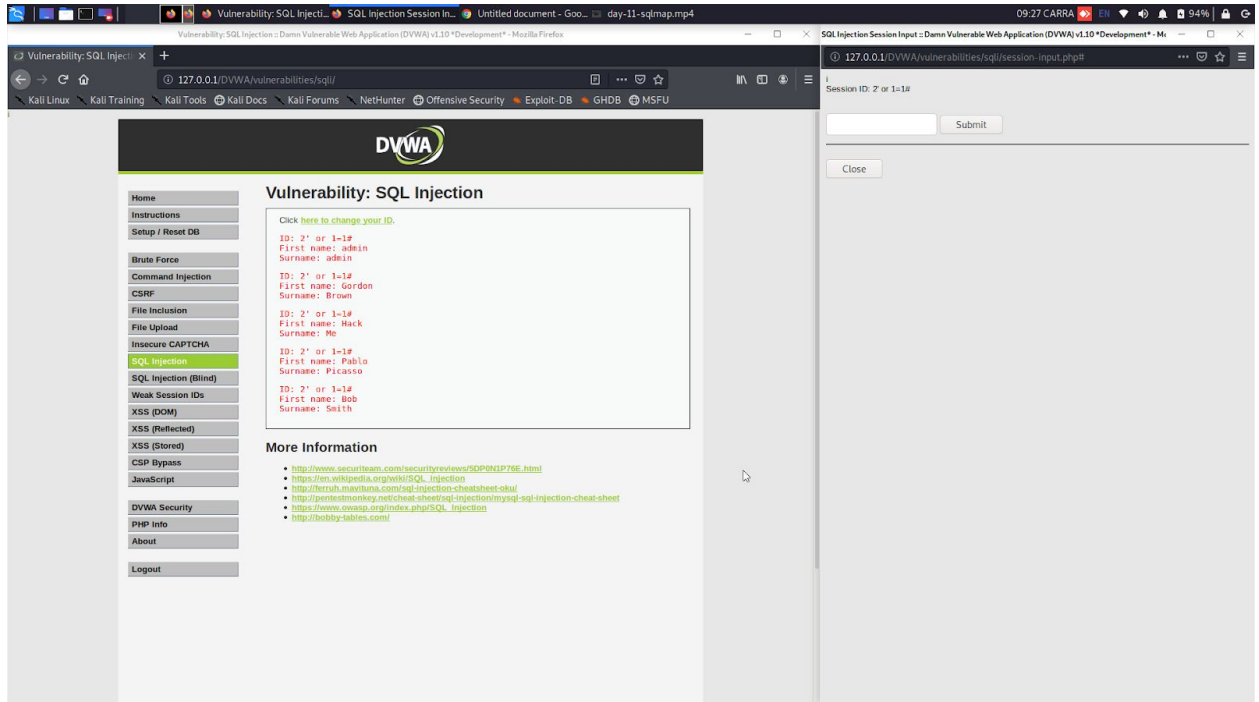 Vulnerability: SQL Injecti...
SQL Injection Session In...
Untitled document - Goo...
day-11-sqlmap.mp4
09:27 CARRA
EN
94%
Vulnerability: SQL Injection :: Damn Vulnerable Web Application (DVWA) v1.10 *Development* - Mozilla Firefox
Vulnerability: SQL Injecti
127.0.0.1/DVWA/vulnerabilities/sqli/
Kali Linux Kali Training Kali Tools Kali Docs Kali Forums NetHunter Offensive Security Exploit-DB GHDB MSFU
DVWA
Home
Instructions
Setup / Reset DB
Brute Force
Command Injection
CSRF
File Inclusion
File Upload
Insecure CAPTCHA
SQL Injection
SQL Injection (Blind)
Weak Session IDs
XSS (DOM)
XSS (Reflected)
XSS (Stored)
CSP Bypass
JavaScript
DVWA Security
PHP Info
About
Logout
Vulnerability: SQL Injection
Click here to change your ID.
ID: 2' or 1=1#
First name: admin
Surname: admin
ID: 2' or 1=1#
First name: Gordon
Surname: Brown
ID: 2' or 1=1#
First name: Hack
Surname: Me
ID: 2' or 1=1#
First name: Pablo
Surname: Picasso
ID: 2' or 1=1#
First name: Bob
Surname: Smith
More Information
http://www.securiteam.com/securityreviews/5DP0N1P76E.html
https://en.wikipedia.org/wiki/SQL_injection
http://ferruh.mavituna.com/sql-injection-cheatsheet-oku/
http://pentestmonkey.net/cheat-sheet/sql-injection/mysql-sql-injection-cheat-sheet
https://www.owasp.org/index.php/SQL_Injection
http://bobby-tables.com/
SQL Injection Session Input :: Damn Vulnerable Web Application (DVWA) v1.10 *Development* - Mo
127.0.0.1/DVWA/vulnerabilities/sqli/session-input.php#
i
Session ID: 2' or 1=1#
Submit
Close